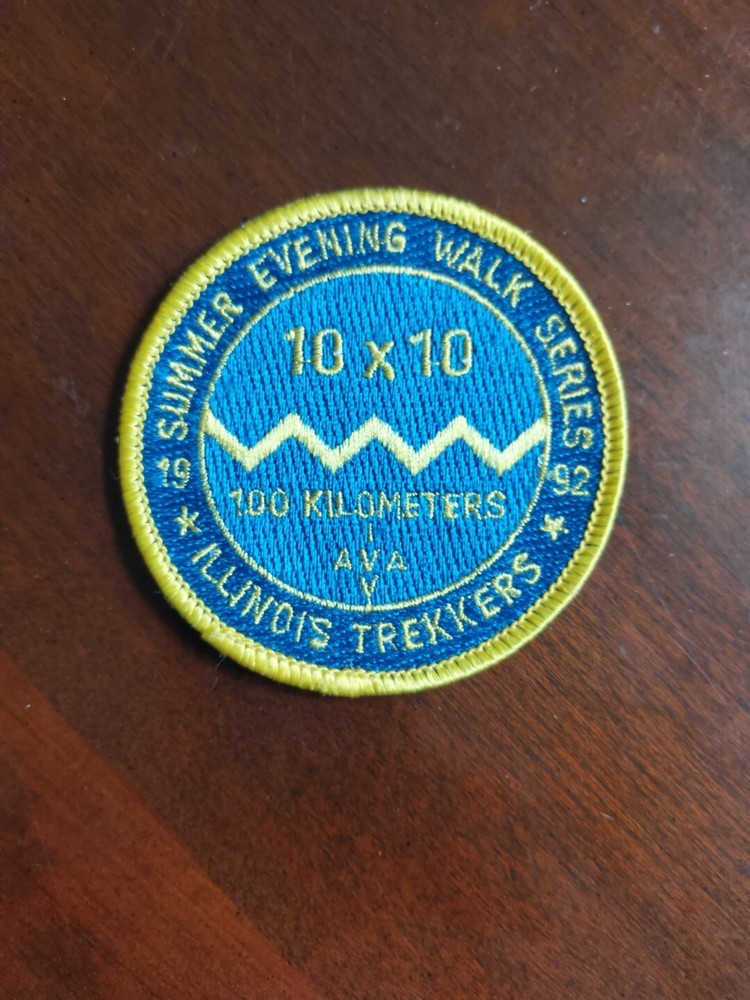 SUMMER EVENING WALK SERIES
10 x 10
19 92
100 KILOMETERS
I
AVA
V
★ ILLINOIS TREKKERS ★